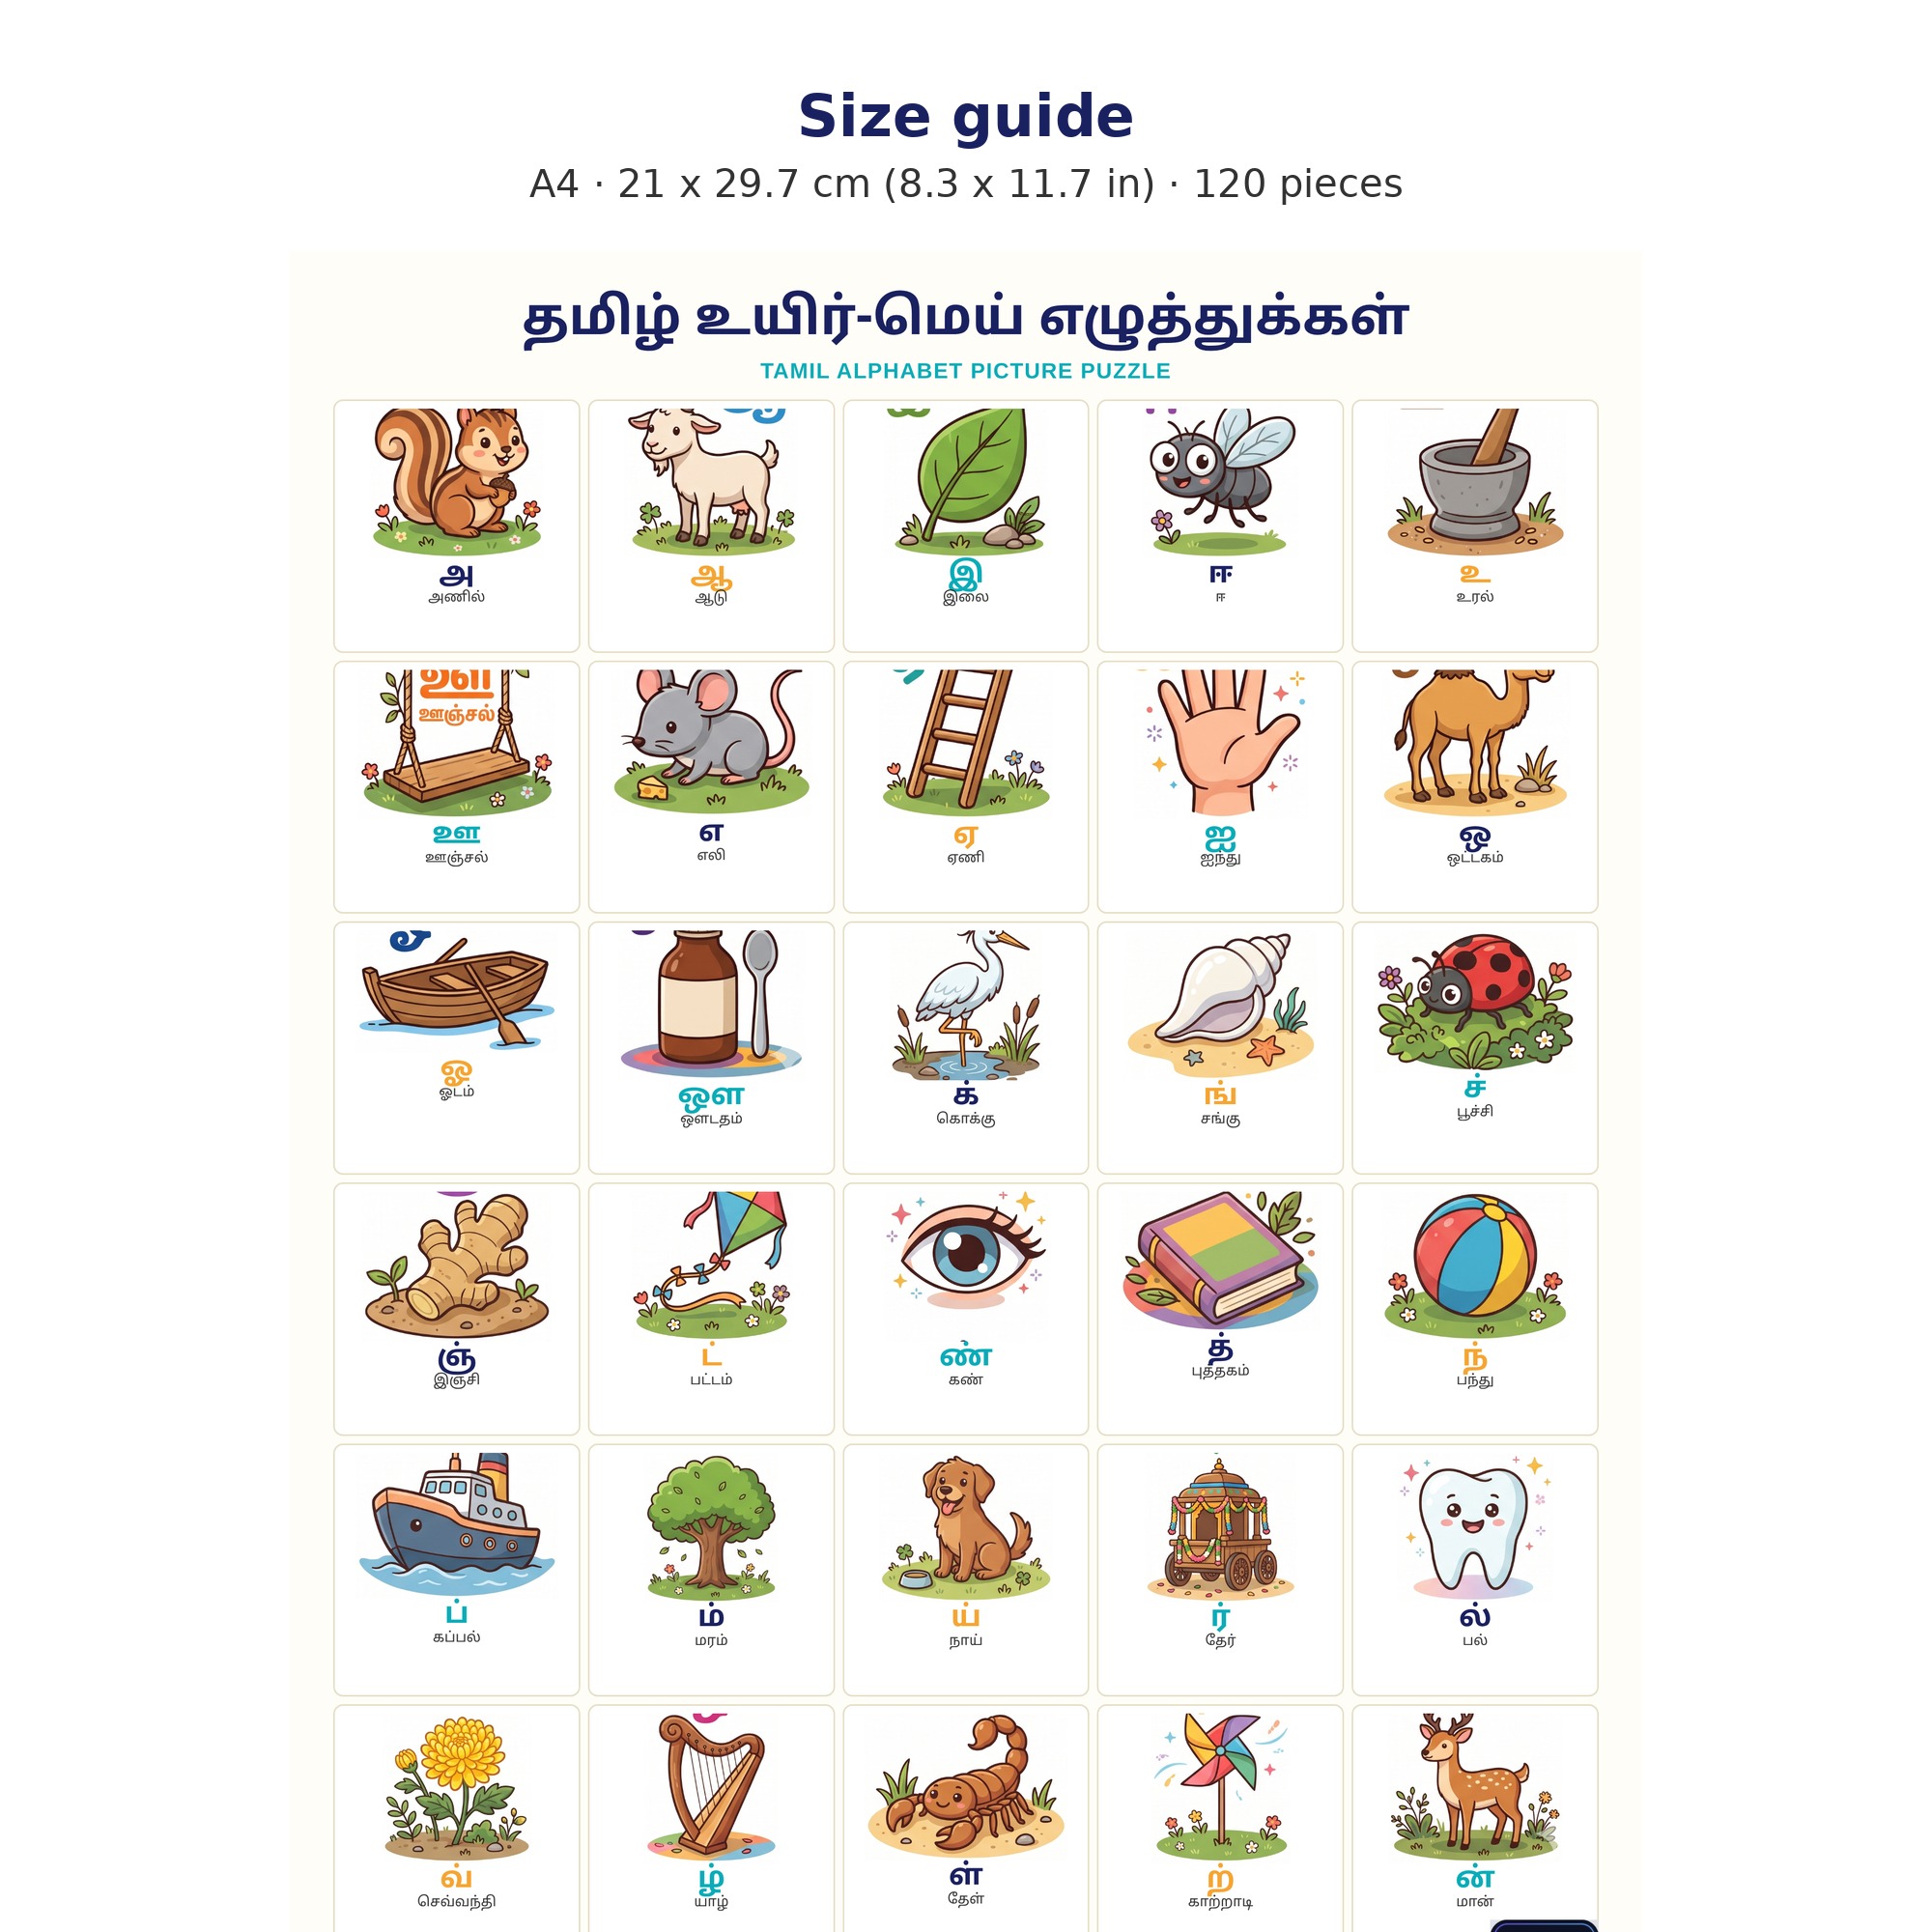 Size guide
A4 · 21 x 29.7 cm (8.3 x 11.7 in) · 120 pieces
தமிழ் உயிர்-மெய் எழுத்துக்கள்
TAMIL ALPHABET PICTURE PUZZLE
அ ஆ இ ஈ உ
அணில் ஆடு இலை ஈ உரல்
ஊ
ஊஞ்சல்
ஊ எ ஏ ஐ ஒ
ஊஞ்சல் எலி ஏணி ஐந்து ஒட்டகம்
ஓ ஔ க் ங் ச்
ஓடம் ஔடதம் கொக்கு சங்கு பூச்சி
ஞ் ட் ண் த் ந்
இஞ்சி பட்டம் கண் புத்தகம் பந்து
ப் ம் ய் ர் ல்
கப்பல் மரம் நாய் தேர் பல்
வ் ழ் ள் ற் ன்
செவ்வந்தி யாழ் தேள் காற்றாடி மான்